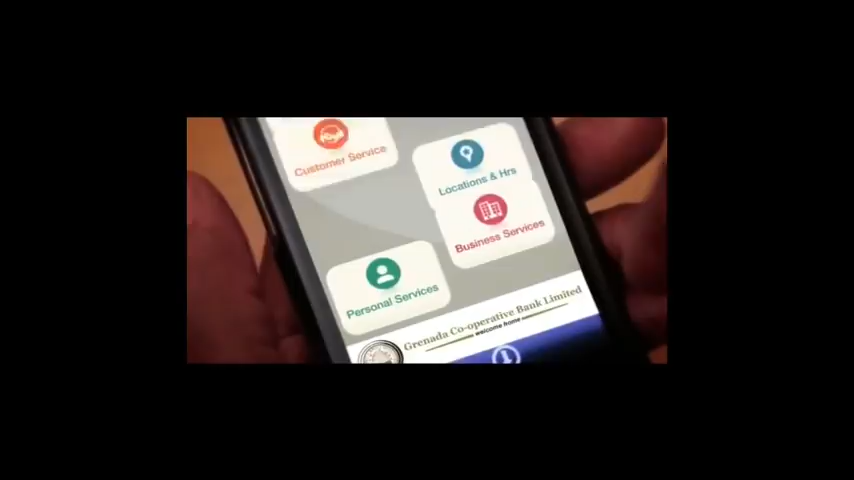 Customer Service
Locations & Hrs
Business Services
Personal Services
Grenada Co-operative Bank Limited
welcome home